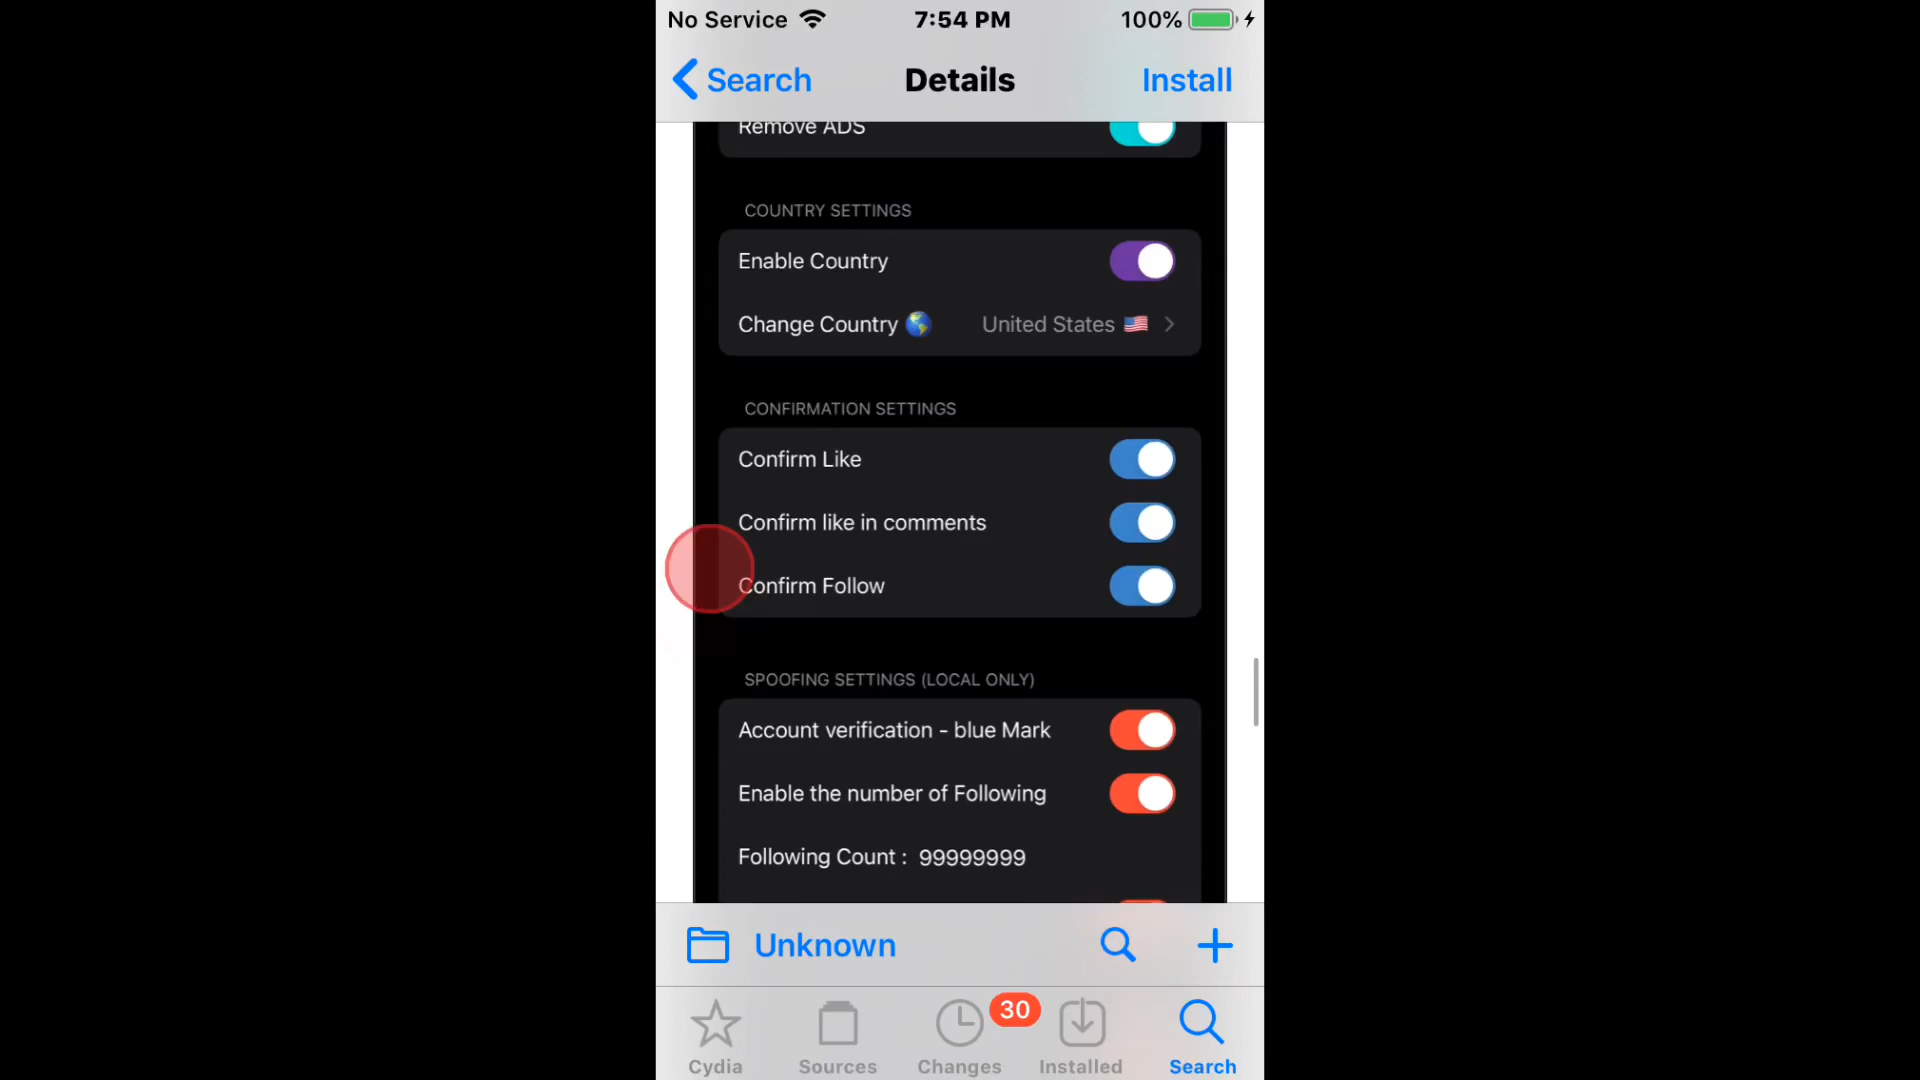 No Service 7:54 PM 100%
Search Details Install
Remove ADS
COUNTRY SETTINGS
Enable Country
Change Country 🌎 United States 🇺🇸
CONFIRMATION SETTINGS
Confirm Like
Confirm like in comments
Confirm Follow
SPOOFING SETTINGS (LOCAL ONLY)
Account verification - blue Mark
Enable the number of Following
Following Count : 99999999
Unknown
30
Cydia Sources Changes Installed Search